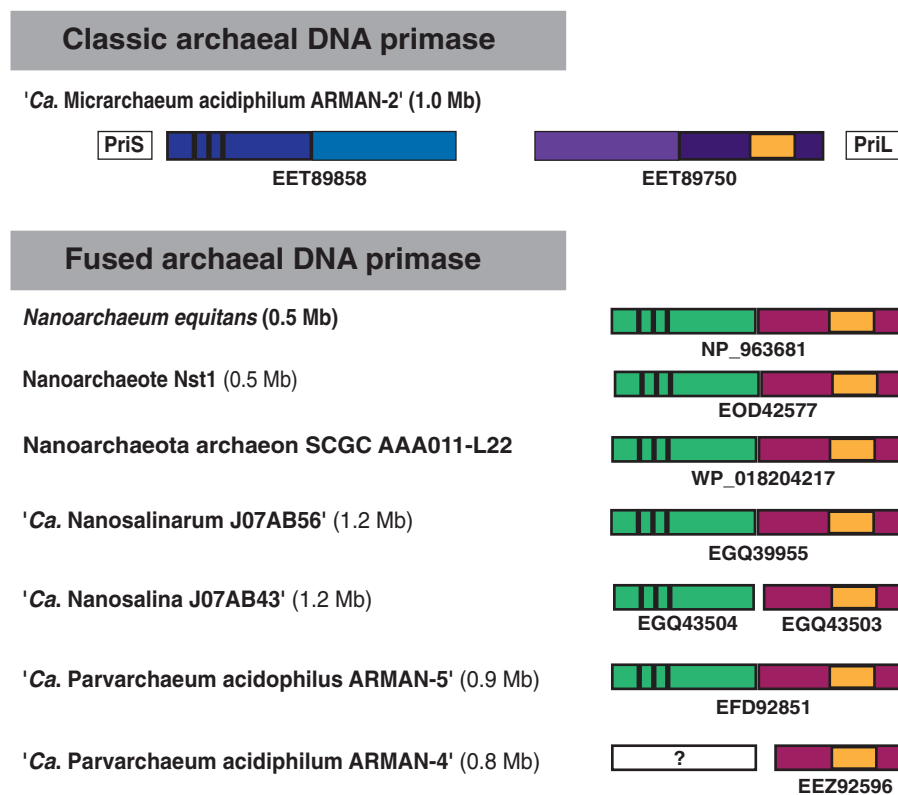 Classic archaeal DNA primase
'Ca. Micrarchaeum acidiphilum ARMAN-2' (1.0 Mb)
PriS
PriL
EET89858
EET89750
Fused archaeal DNA primase
Nanoarchaeum equitans (0.5 Mb)
NP_963681
Nanoarchaeote Nst1 (0.5 Mb)
EOD42577
Nanoarchaeota archaeon SCGC AAA011-L22
WP_018204217
'Ca. Nanosalinarum J07AB56' (1.2 Mb)
EGQ39955
'Ca. Nanosalina J07AB43' (1.2 Mb)
EGQ43504 EGQ43503
'Ca. Parvarchaeum acidophilus ARMAN-5' (0.9 Mb)
EFD92851
'Ca. Parvarchaeum acidiphilum ARMAN-4' (0.8 Mb)
?
EEZ92596